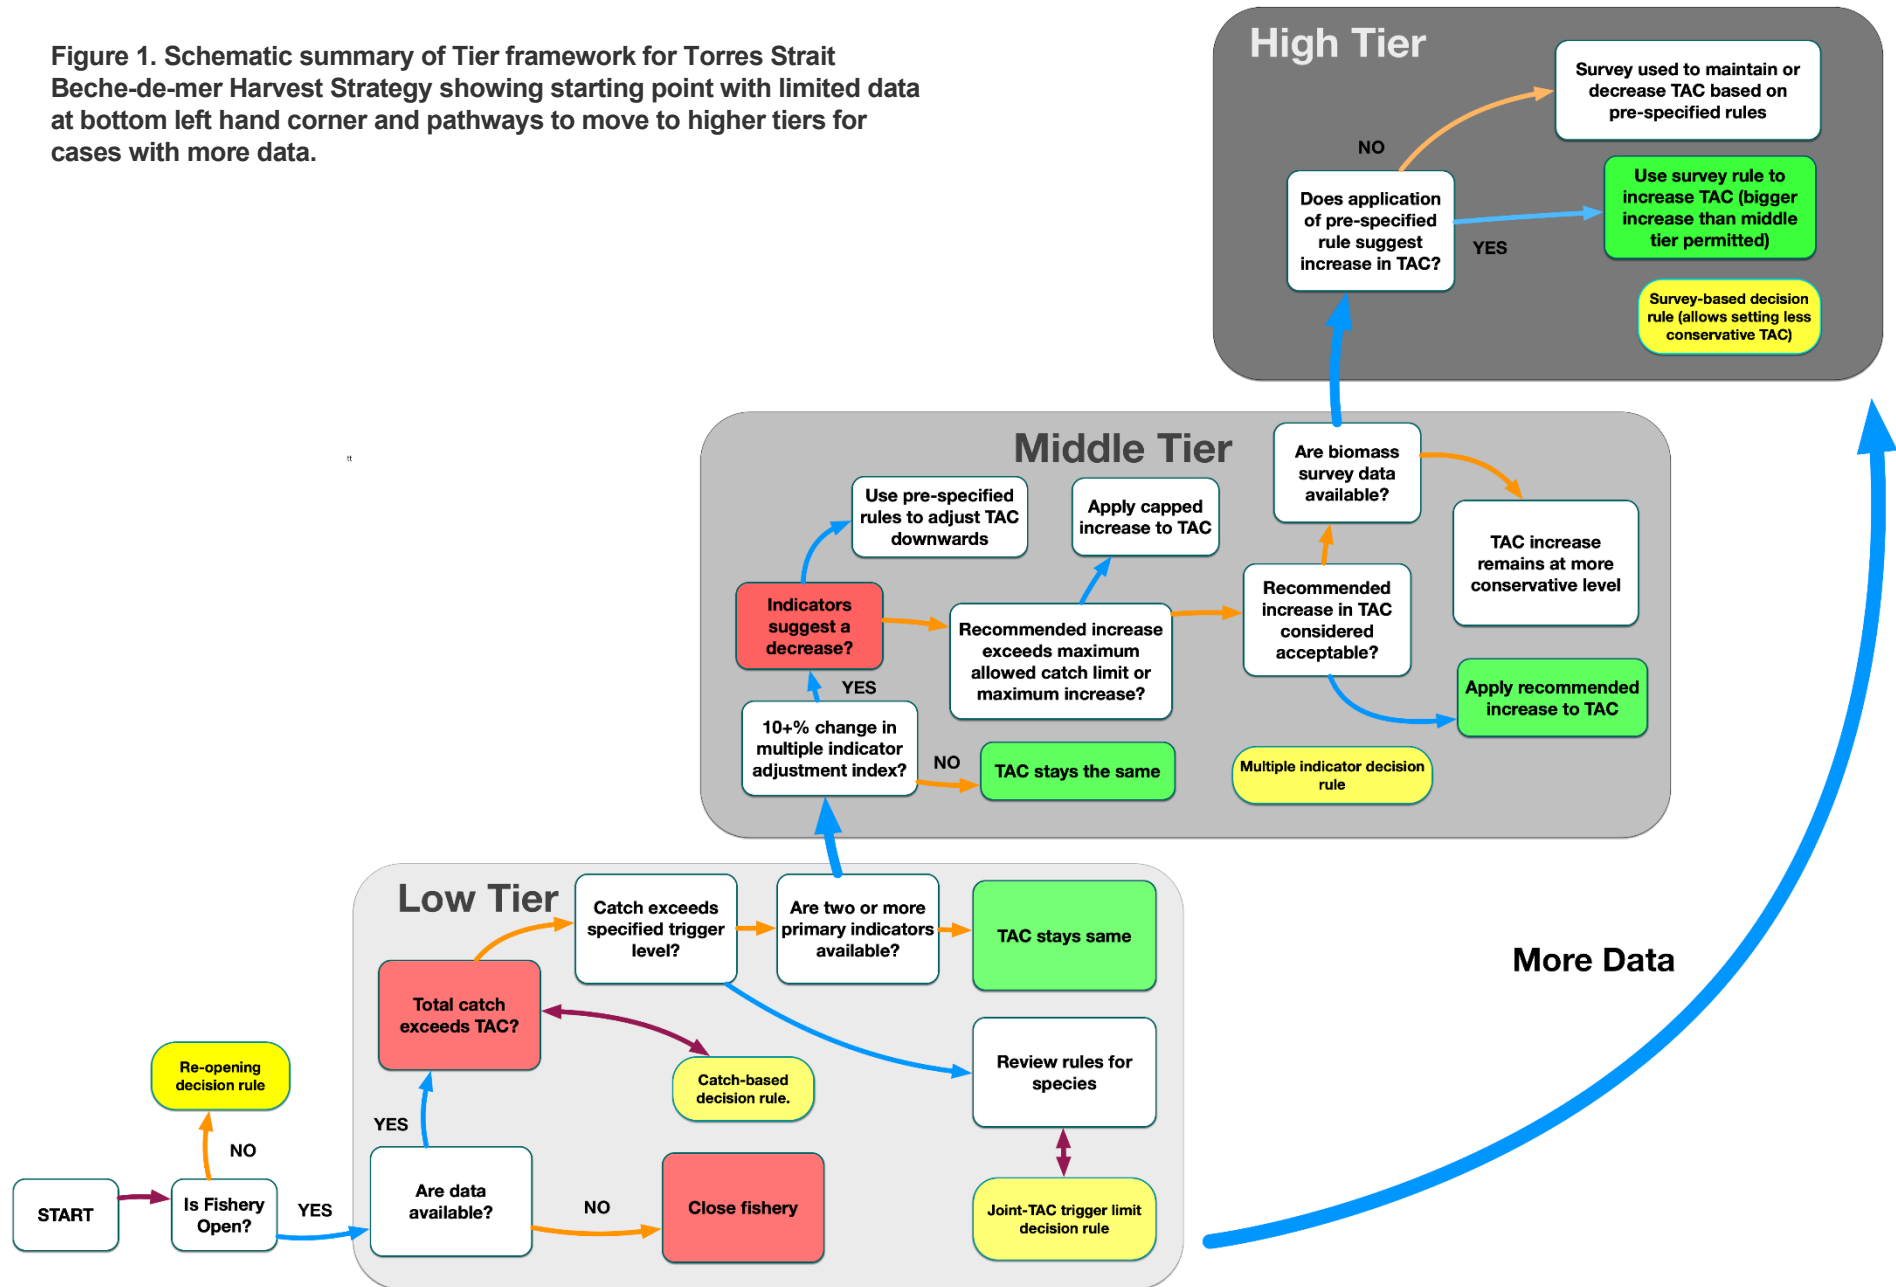 Figure 1. Schematic summary of Tier framework for Torres Strait
Beche-de-mer Harvest Strategy showing starting point with limited data
at bottom left hand corner and pathways to move to higher tiers for
cases with more data.
High Tier
Survey used to maintain or
decrease TAC based on
pre-specified rules
NO
Does application
of pre-specified
rule suggest
increase in TAC?
YES
Use survey rule to
increase TAC (bigger
increase than middle
tier permitted)
Survey-based decision
rule (allows setting less
conservative TAC)
tt
Middle Tier
Are biomass
survey data
available?
Use pre-specified
rules to adjust TAC
downwards
Apply capped
increase to TAC
TAC increase
remains at more
conservative level
Indicators
suggest a
decrease?
Recommended increase
exceeds maximum
allowed catch limit or
maximum increase?
Recommended
increase in TAC
considered
acceptable?
YES
Apply recommended
increase to TAC
10+% change in
multiple indicator
adjustment index?
NO
TAC stays the same
Multiple indicator decision
rule
Low Tier
Catch exceeds
specified trigger
level?
Are two or more
primary indicators
available?
TAC stays same
More Data
Total catch
exceeds TAC?
Review rules for
species
Re-opening
decision rule
Catch-based
decision rule.
YES
NO
START
Is Fishery
Open?
YES
Are data
available?
NO
Close fishery
Joint-TAC trigger limit
decision rule